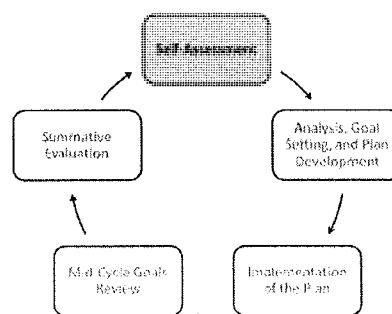 Self-Assessment
Analysis, Goal
Setting, and Plan
Development
Implementation
of the Plan
Mid-Cycle Goals
Review
Summative
Evaluation